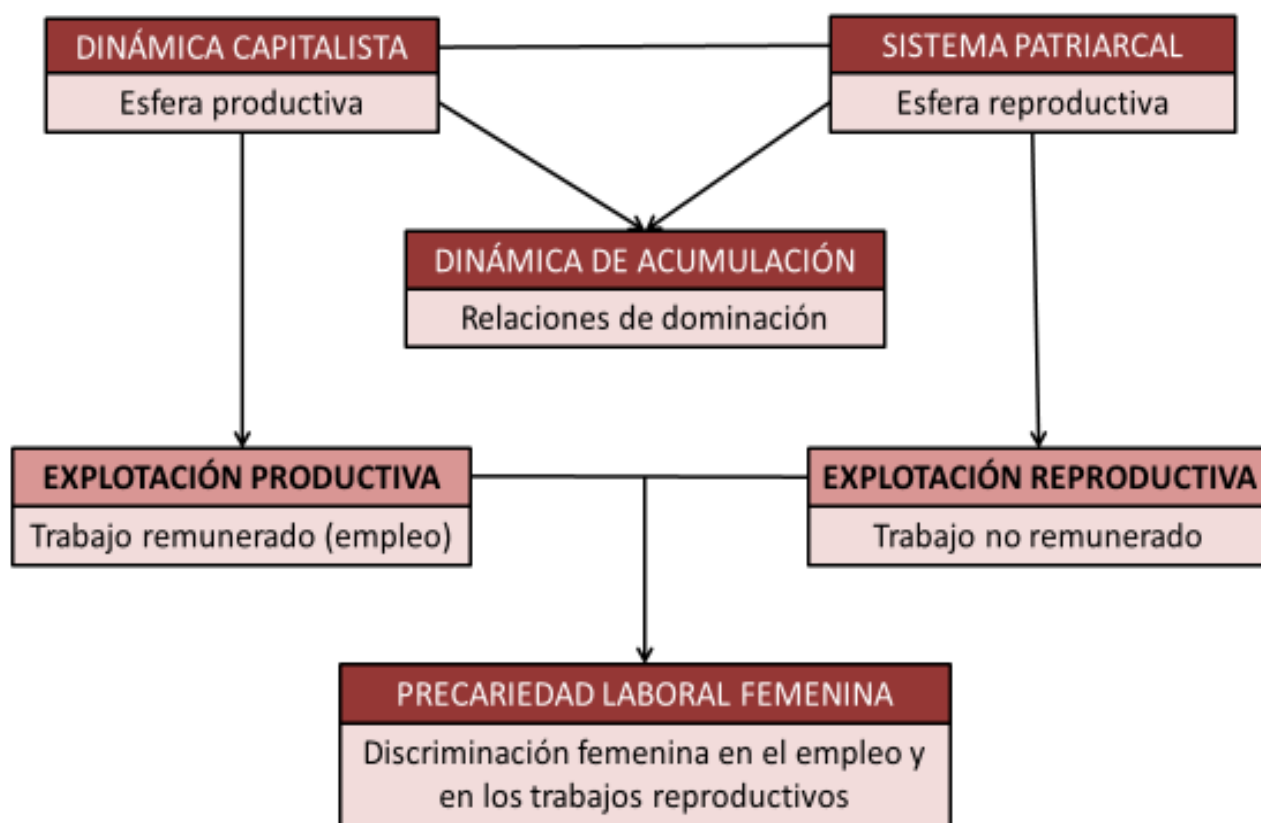 DINÁMICA CAPITALISTA
Esfera productiva
SISTEMA PATRIARCAL
Esfera reproductiva
DINÁMICA DE ACUMULACIÓN
Relaciones de dominación
EXPLOTACIÓN PRODUCTIVA
Trabajo remunerado (empleo)
EXPLOTACIÓN REPRODUCTIVA
Trabajo no remunerado
PRECARIEDAD LABORAL FEMENINA
Discriminación femenina en el empleo y
en los trabajos reproductivos